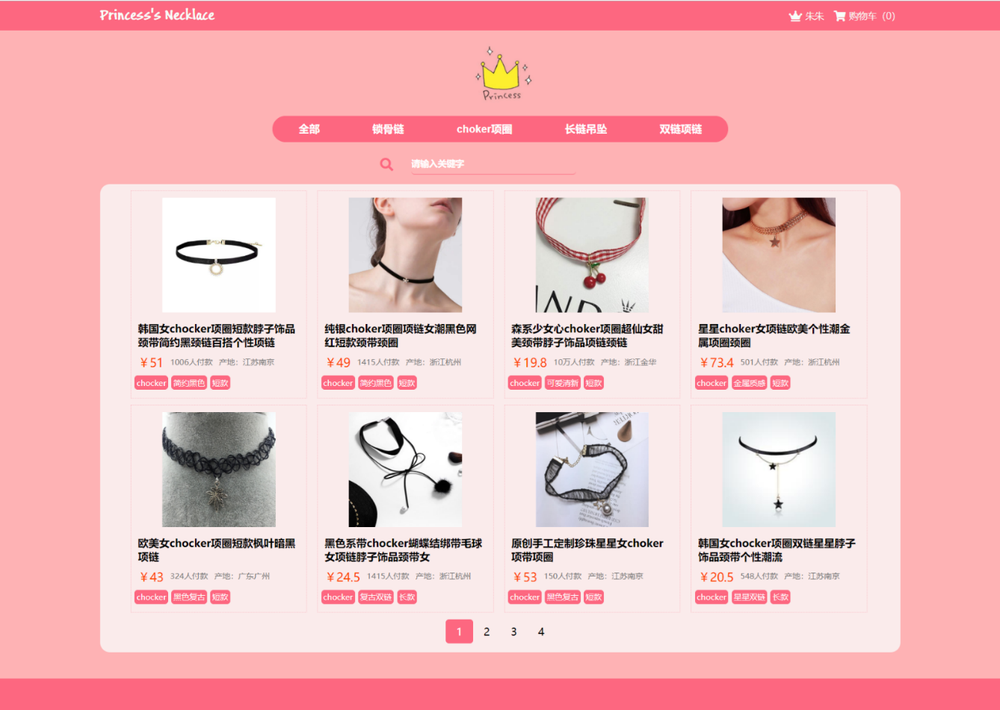 Princess's Necklace
朱朱 购物车（0）
Princess
全部 锁骨链 choker项圈 长链吊坠 双链项链
请输入关键字
韩国女chocker项圈短款脖子饰品
颈带简约黑颈链百搭个性项链
￥51 1006人付款 产地：江苏南京
chocker 简约黑色 短款
纯银choker项圈项链女潮黑色网
红短款颈带颈圈
￥49 1415人付款 产地：浙江杭州
chocker 简约黑色 短款
森系少女心choker项圈超仙女甜
美颈带脖子饰品项链颈链
￥19.8 10万人付款 产地：浙江金华
chocker 可爱清新 短款
星星choker女项链欧美个性潮金
属项圈颈圈
￥73.4 501人付款 产地：浙江杭州
chocker 金属质感 短款
欧美女chocker项圈短款枫叶暗黑
项链
￥43 324人付款 产地：广东广州
chocker 黑色复古 短款
黑色系带chocker蝴蝶结绑带毛球
女项链脖子饰品颈带女
￥24.5 1415人付款 产地：浙江杭州
chocker 复古双链 长款
原创手工定制珍珠星星女choker
项带项圈
￥53 150人付款 产地：江苏南京
chocker 黑色复古 短款
韩国女chocker项圈双链星星脖子
饰品颈带个性潮流
￥20.5 548人付款 产地：江苏南京
chocker 星星双链 长款
1 2 3 4